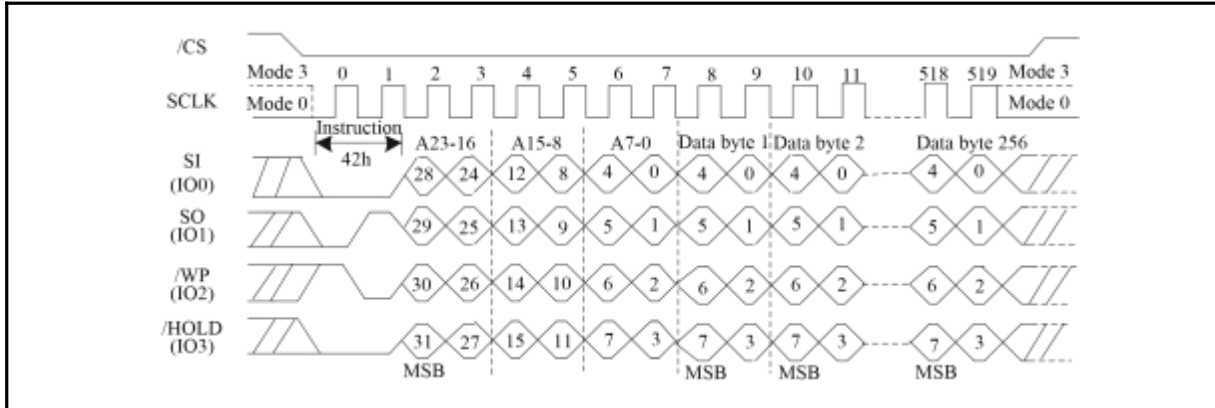 /CS
Mode 3 0 1 2 3 4 5 6 7 8 9 10 11 518 519 Mode 3
SCLK Mode 0 Mode 0
Instruction A23-16 A15-8 A7-0 Data byte 1 Data byte 2 Data byte 256
42h
SI
(IO0) 28 24 12 8 4 0 4 0 4 0 4 0
SO
(IO1) 29 25 13 9 5 1 5 1 5 1 5 1
/WP
(IO2) 30 26 14 10 6 2 6 2 6 2 6 2
/HOLD
(IO3) 31 27 15 11 7 3 7 3 7 3 7 3
MSB MSB MSB MSB